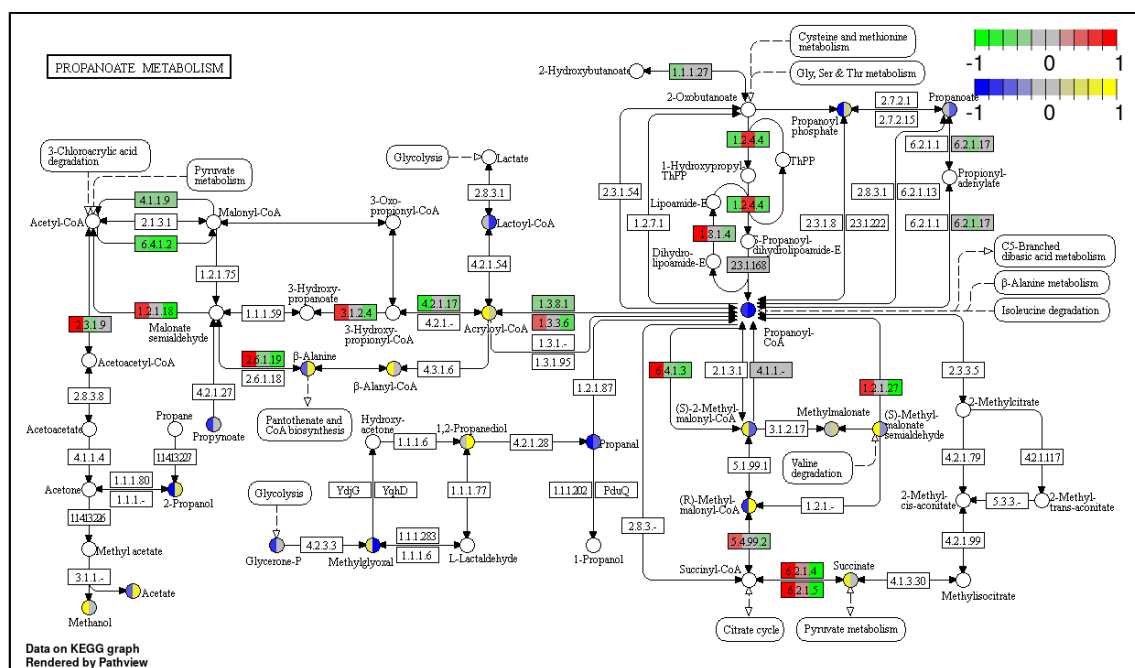 PROPANOATE METABOLISM
Cysteine and methionine
metabolism
Gly, Ser & Thr metabolism
-1 0 1
-1 0 1
2-Hydroxybutanoate
1.1.1.27
2-Oxobutanoate
Propanoyl
phosphate
2.7.2.1
2.7.2.15
Propanoate
3-Chloroacrylic acid
degradation
Pyruvate
metabolism
Glycolysis
Lactate
1.2.4.4
ThPP
1-Hydroxypropyl-
ThPP
6.2.1.1
6.2.1.17
Propionyl-
adenylate
2.3.1.54
1.2.7.1
2.8.3.1
6.2.1.13
2.3.1.8
2.3.1.222
6.2.1.1
6.2.1.17
4.1.1.9
Acetyl-CoA
2.1.3.1
Malonyl-CoA
6.4.1.2
3-Oxo-
propionyl-CoA
2.8.3.1
Lactoyl-CoA
Lipoamide-E
1.2.4.4
1.8.1.4
S-Propanoyl-
dihydrolipoamide-E
Dihydro-
lipoamide-E
2.3.1.168
C5-Branched
dibasic acid metabolism
β-Alanine metabolism
Isoleucine degradation
1.2.1.75
4.2.1.54
3-Hydroxy-
propanoate
2.3.1.9
1.2.1.18
Malonate
semialdehyde
1.1.1.59
3.1.2.4
3-Hydroxy-
propionyl-CoA
4.2.1.17
4.2.1.-
Acryloyl-CoA
1.3.8.1
1.3.3.6
1.3.1.-
1.3.1.95
Propanoyl-
CoA
Acetoacetyl-CoA
2.6.1.19
2.6.1.18
β-Alanine
β-Alanyl-CoA
4.3.1.6
6.4.1.3
2.1.3.1
4.1.1.-
1.2.1.27
2.3.3.5
2.8.3.8
4.2.1.27
1.2.1.87
Acetoacetate
Propane
Propynoate
Pantothenate and
CoA biosynthesis
Hydroxy-
acetone
1.1.1.6
1,2-Propanediol
4.2.1.28
Propanal
(S)-2-Methyl-
malonyl-CoA
3.1.2.17
Methylmalonate
(S)-Methyl-
malonate
semialdehyde
2-Methylcitrate
4.1.1.4
1.14.13.227
Acetone
1.1.1.80
1.1.1.-
2-Propanol
Glycolysis
YdjG
YqhD
1.1.1.77
1.1.1.202
PduQ
5.1.99.1
Valine
degradation
4.2.1.79
4.2.1.117
(R)-Methyl-
malonyl-CoA
1.2.1.-
2-Methyl-
cis-aconitate
5.3.3.-
2-Methyl-
trans-aconitate
1.14.13.226
Methyl acetate
Glycerone-P
4.2.3.3
Methylglyoxal
1.1.1.283
1.1.1.6
L-Lactaldehyde
1-Propanol
2.8.3.-
5.4.99.2
4.2.1.99
3.1.1.-
Acetate
Methanol
Succinyl-CoA
6.2.1.4
6.2.1.5
Succinate
4.1.3.30
Methylisocitrate
Citrate cycle
Pyruvate metabolism
Data on KEGG graph
Rendered by Pathview